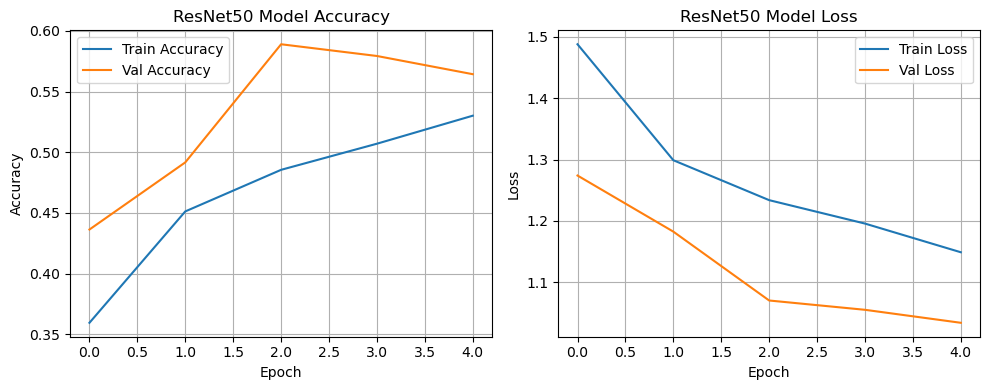 ResNet50 Model Accuracy
Train Accuracy
Val Accuracy
Accuracy
0.60
0.55
0.50
0.45
0.40
0.35
0.0 0.5 1.0 1.5 2.0 2.5 3.0 3.5 4.0
Epoch
ResNet50 Model Loss
Train Loss
Val Loss
Loss
1.5
1.4
1.3
1.2
1.1
0.0 0.5 1.0 1.5 2.0 2.5 3.0 3.5 4.0
Epoch